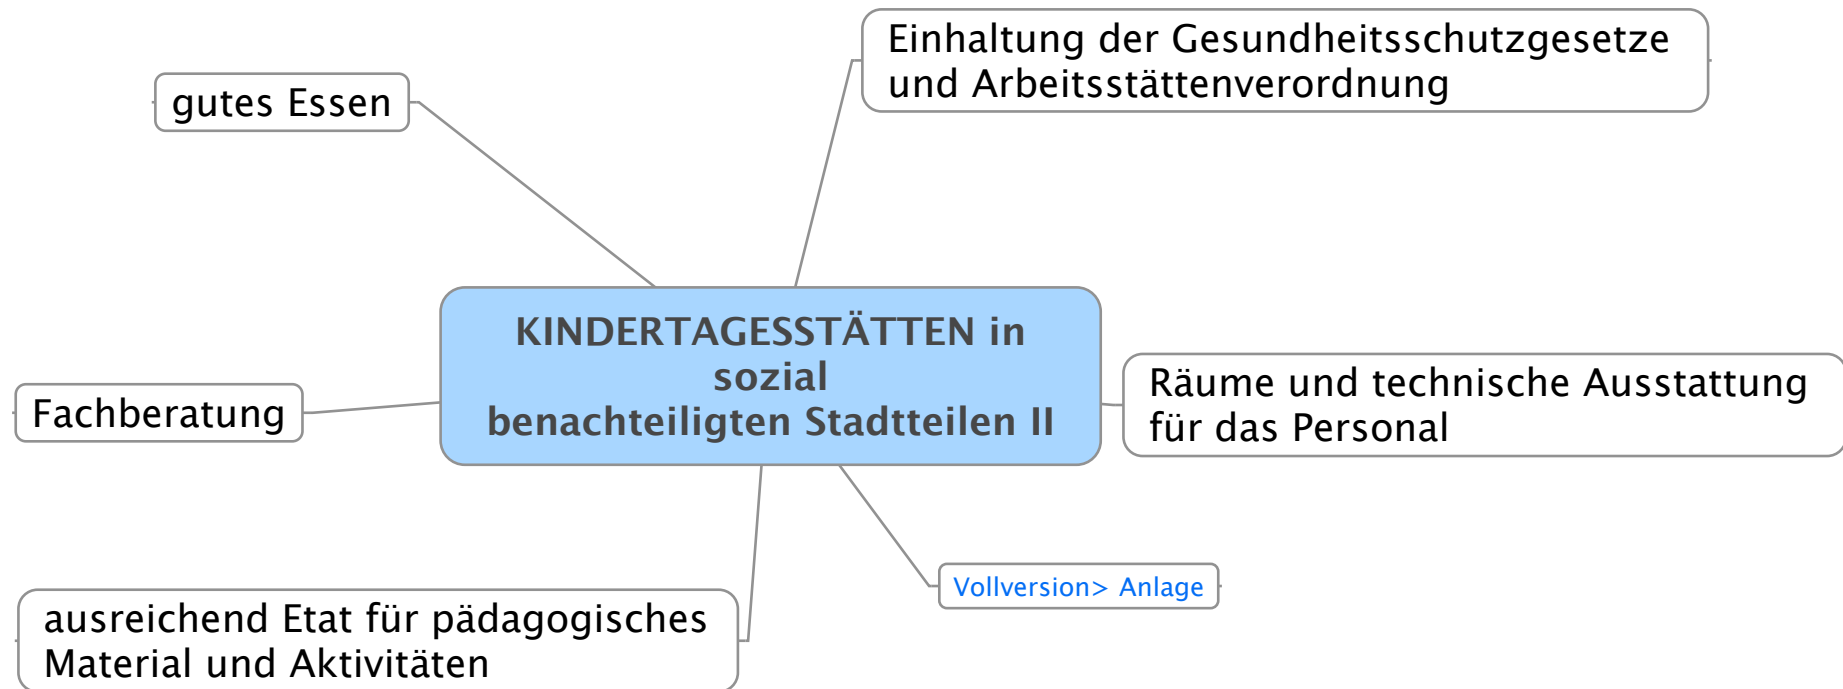 Einhaltung der Gesundheitsschutzgesetze
und Arbeitsstättenverordnung
gutes Essen
KINDERTAGESSTÄTTEN in
sozial
benachteiligten Stadtteilen II
Räume und technische Ausstattung
für das Personal
Fachberatung
Vollversion> Anlage
ausreichend Etat für pädagogisches
Material und Aktivitäten